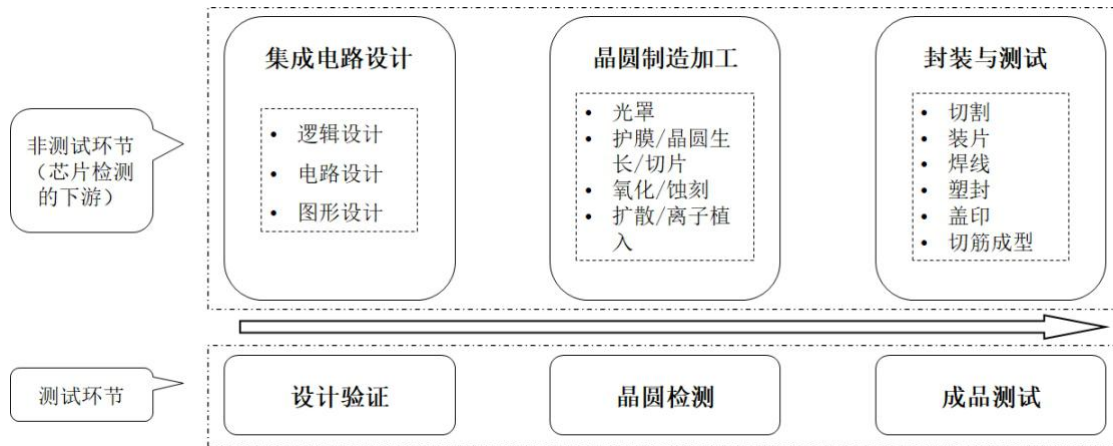 集成电路设计
逻辑设计
电路设计
图形设计
晶圆制造加工
光罩
护膜/晶圆生
长/切片
氧化/蚀刻
扩散/离子植
入
封装与测试
切割
装片
焊线
塑封
盖印
切筋成型
非测试环节
（芯片检测
的下游）
测试环节
设计验证
晶圆检测
成品测试